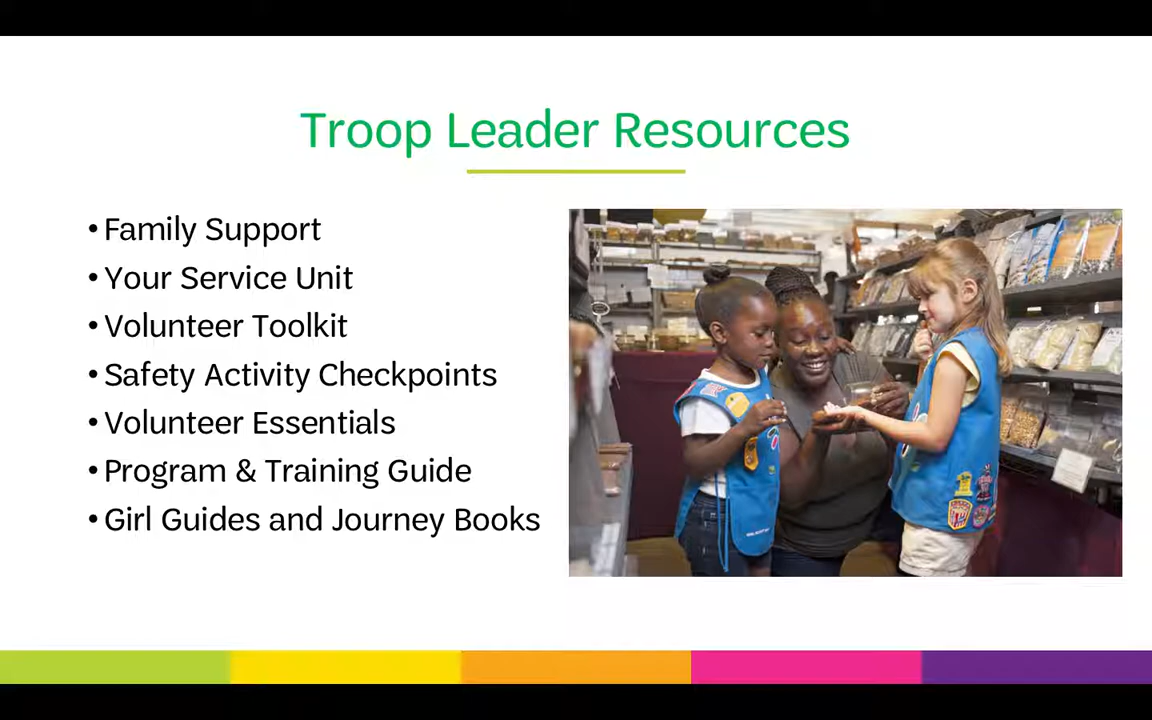 Troop Leader Resources
• Family Support
• Your Service Unit
• Volunteer Toolkit
• Safety Activity Checkpoints
• Volunteer Essentials
• Program & Training Guide
• Girl Guides and Journey Books